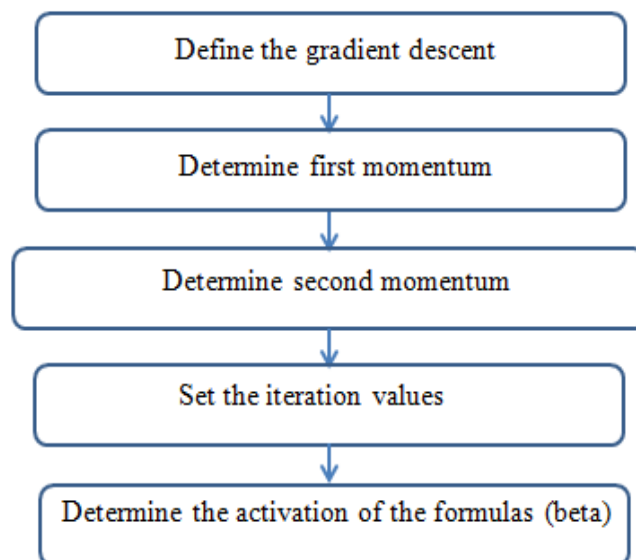 Define the gradient descent
Determine first momentum
Determine second momentum
Set the iteration values
Determine the activation of the formulas (beta)